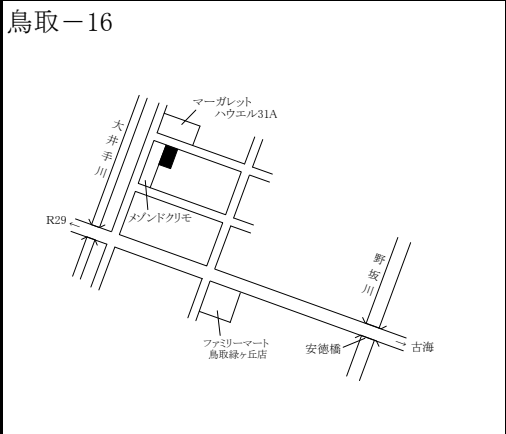 鳥取－16
マーガレット
ハウエル31A
大井手川
R29
メゾンドクリモ
野坂川
ファミリーマート
鳥取緑ヶ丘店
安徳橋
古海